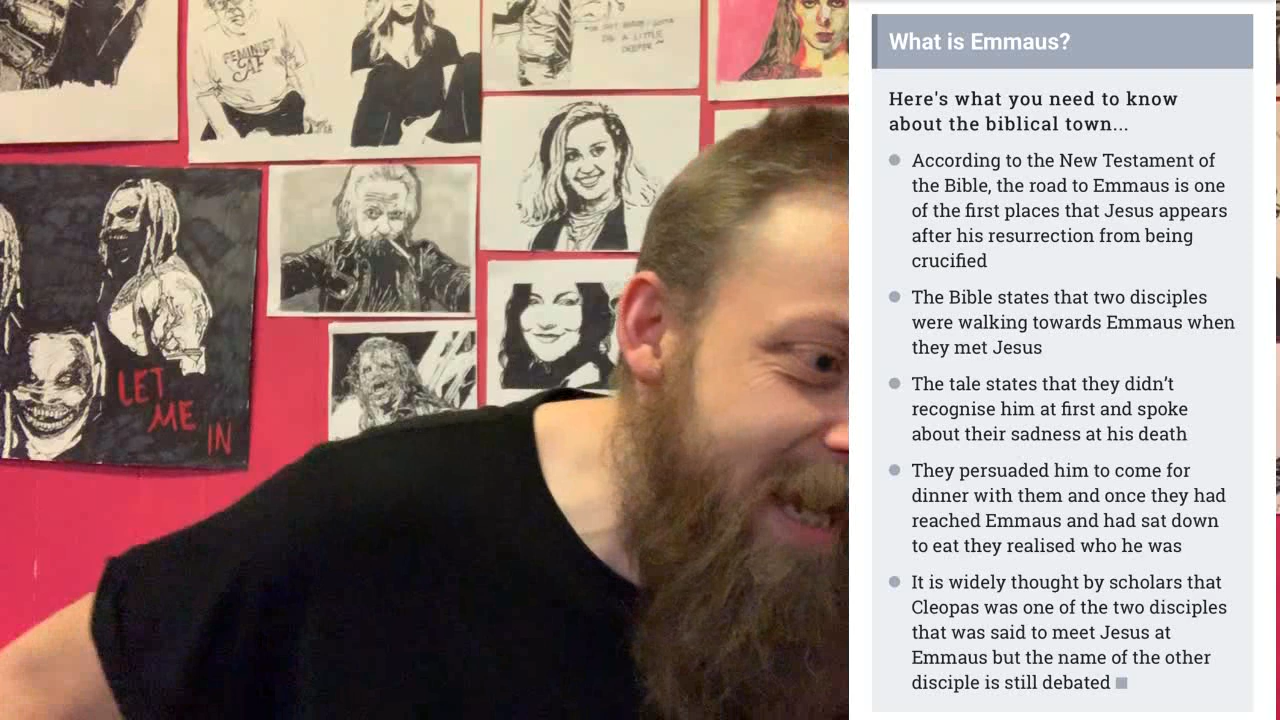 FEMINIST
AF
A LITTLE
DEEPER~
LET
ME
IN
What is Emmaus?
Here's what you need to know
about the biblical town...
According to the New Testament of
the Bible, the road to Emmaus is one
of the first places that Jesus appears
after his resurrection from being
crucified
The Bible states that two disciples
were walking towards Emmaus when
they met Jesus
The tale states that they didn’t
recognise him at first and spoke
about their sadness at his death
They persuaded him to come for
dinner with them and once they had
reached Emmaus and had sat down
to eat they realised who he was
It is widely thought by scholars that
Cleopas was one of the two disciples
that was said to meet Jesus at
Emmaus but the name of the other
disciple is still debated